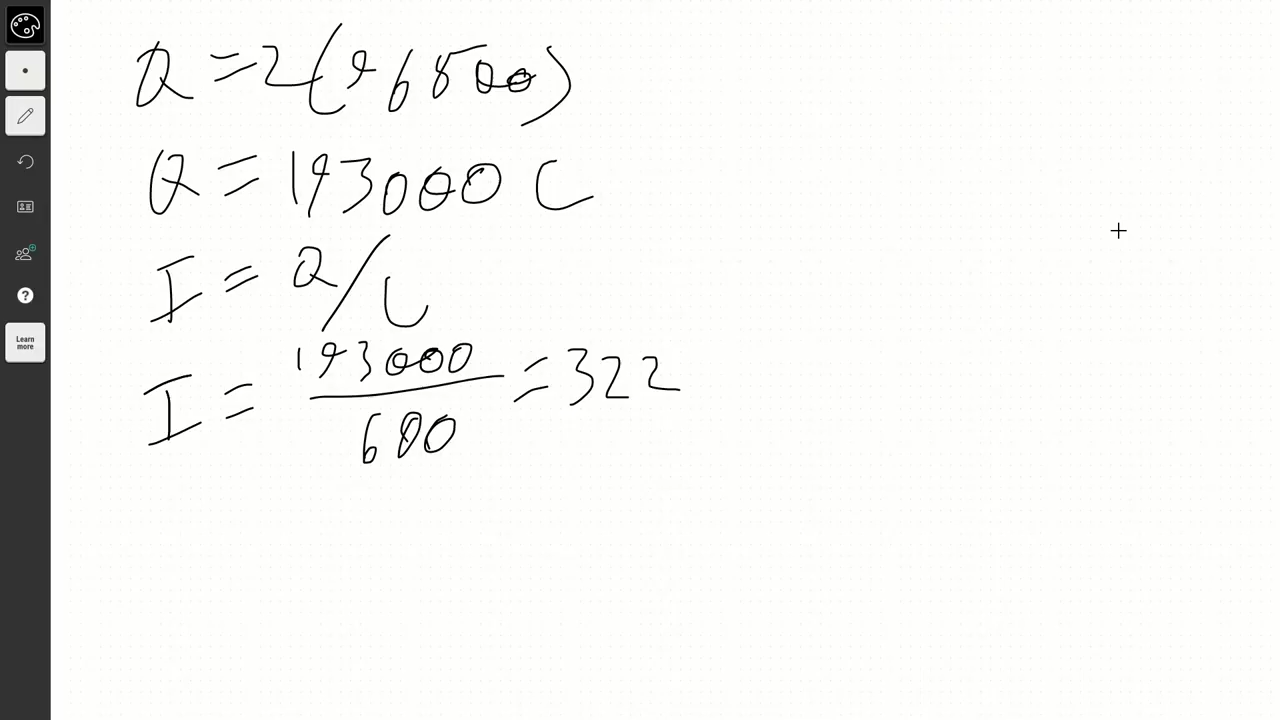 Q = 2(96500)
Q = 193000 C
I = Q/t
I = 193000/600 = 322
Learn
more